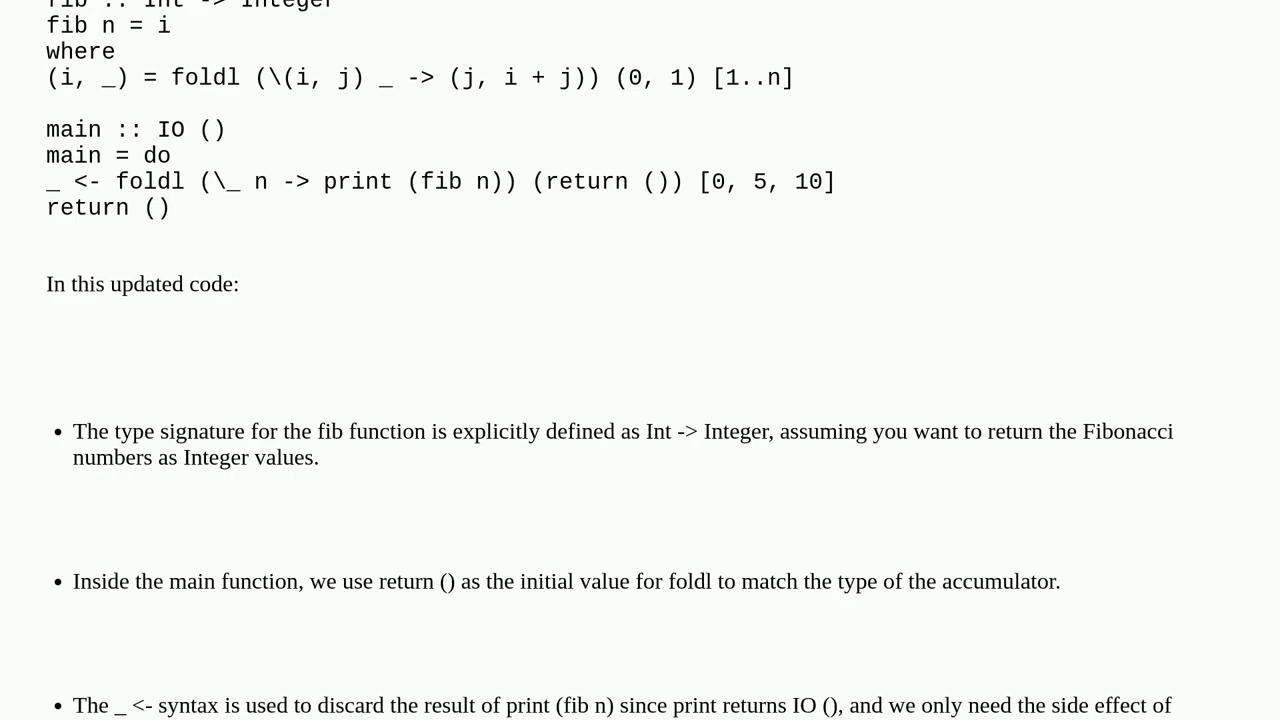 fib :: Int -> Integer
fib n = i
where
(i, _) = foldl (\(i, j) _ -> (j, i + j)) (0, 1) [1..n]
main :: IO ()
main = do
_ <- foldl (\_ n -> print (fib n)) (return ()) [0, 5, 10]
return ()
In this updated code:
• The type signature for the fib function is explicitly defined as Int -> Integer, assuming you want to return the Fibonacci
numbers as Integer values.
• Inside the main function, we use return () as the initial value for foldl to match the type of the accumulator.
• The _ <- syntax is used to discard the result of print (fib n) since print returns IO (), and we only need the side effect of